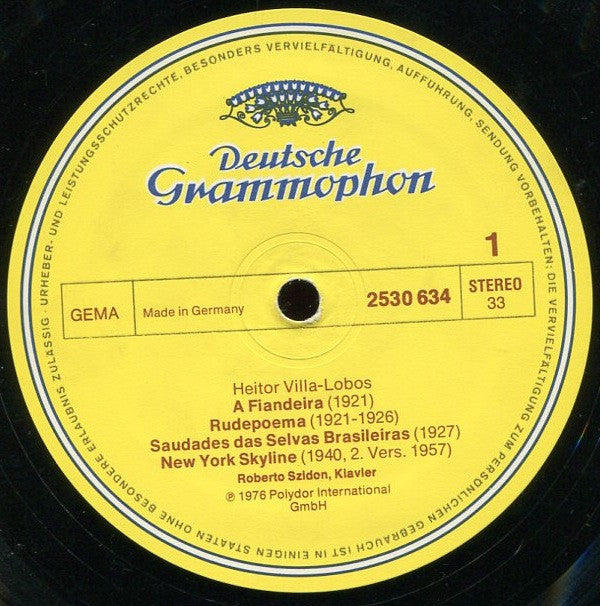 URHEBER- UND LEISTUNGSSCHUTZRECHTE, BESONDERS VERVIELFÄLTIGUNG, AUFFÜHRUNG, SENDUNG VORBEHALTEN; DIE VERVIELFÄLTIGUNG ZUM PERSÖNLICHEN GEBRAUCH IST IN EINIGEN STAATEN OHNE BESONDERE ERLAUBNIS ZULÄSSIG ·
Deutsche
Grammophon
1
GEMA
Made in Germany
2530 634
STEREO
33
Heitor Villa-Lobos
A Fiandeira (1921)
Rudepoema (1921-1926)
Saudades das Selvas Brasileiras (1927)
New York Skyline (1940, 2. Vers. 1957)
Roberto Szidon, Klavier
℗ 1976 Polydor International
GmbH